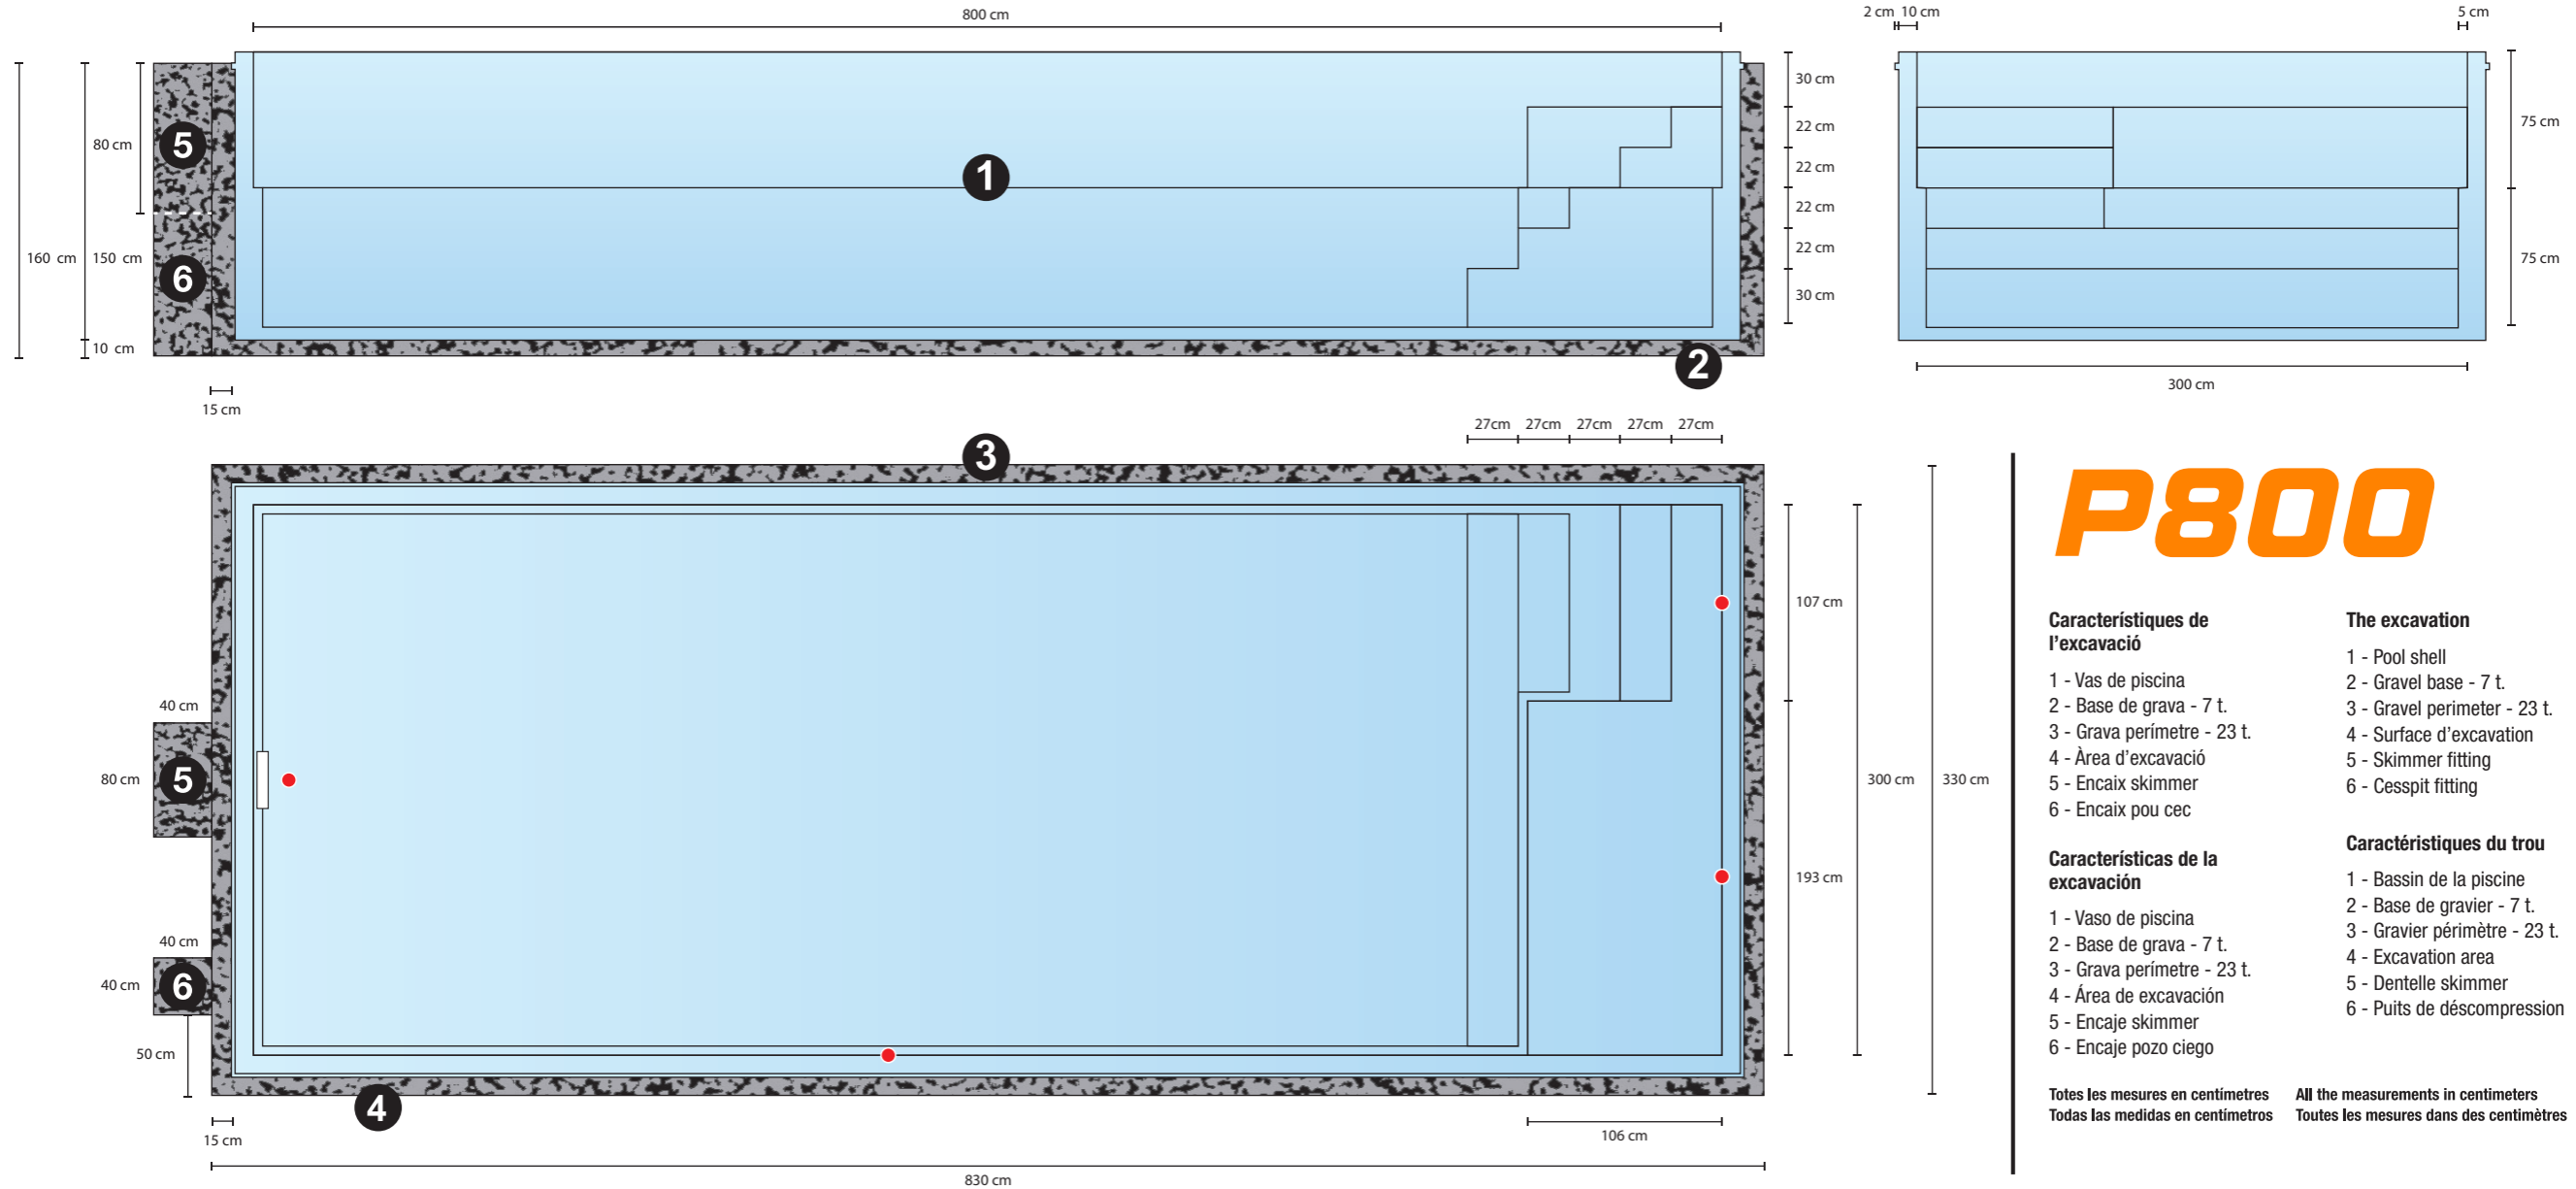 800 cm
2 cm 10 cm
5 cm
30 cm
22 cm
22 cm
22 cm
22 cm
30 cm
75 cm
75 cm
80 cm
160 cm
150 cm
10 cm
15 cm
300 cm
5
6
1
2
27cm 27cm 27cm 27cm 27cm
3
40 cm
80 cm
5
40 cm
40 cm
6
50 cm
4
15 cm
830 cm
106 cm
107 cm
193 cm
300 cm
330 cm
P800
Característiques de
l'excavació
1 - Vas de piscina
2 - Base de grava - 7 t.
3 - Grava perímetre - 23 t.
4 - Àrea d'excavació
5 - Encaix skimmer
6 - Encaix pou cec
Características de la
excavación
1 - Vaso de piscina
2 - Base de grava - 7 t.
3 - Grava perímetre - 23 t.
4 - Área de excavación
5 - Encaje skimmer
6 - Encaje pozo ciego
The excavation
1 - Pool shell
2 - Gravel base - 7 t.
3 - Gravel perimeter - 23 t.
4 - Surface d'excavation
5 - Skimmer fitting
6 - Cesspit fitting
Caractéristiques du trou
1 - Bassin de la piscine
2 - Base de gravier - 7 t.
3 - Gravier périmètre - 23 t.
4 - Excavation area
5 - Dentelle skimmer
6 - Puits de déscompression
Totes les mesures en centímetres
Todas las medidas en centímetros
All the measurements in centimeters
Toutes les mesures dans des centimètres